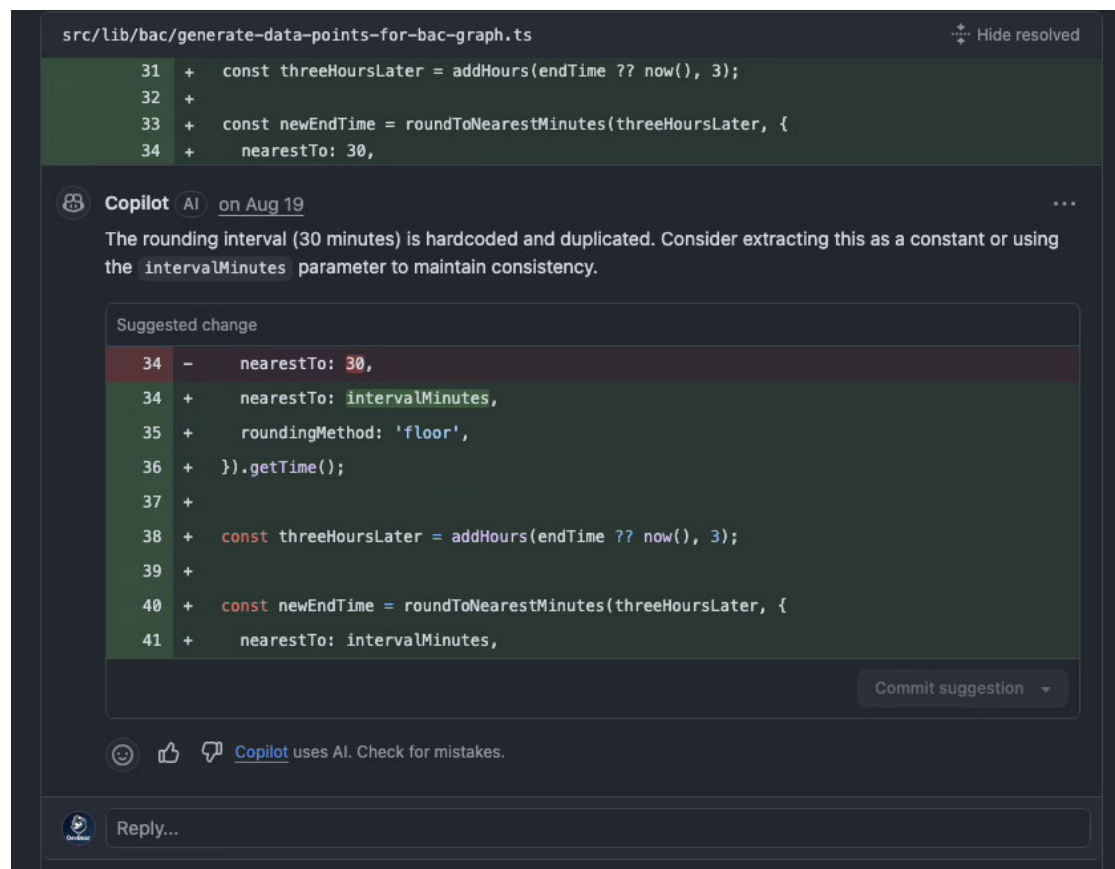 src/lib/bac/generate-data-points-for-bac-graph.ts Hide resolved
31 + const threeHoursLater = addHours(endTime ?? now(), 3);
32 +
33 + const newEndTime = roundToNearestMinutes(threeHoursLater, {
34 + nearestTo: 30,
Copilot AI on Aug 19 ...
The rounding interval (30 minutes) is hardcoded and duplicated. Consider extracting this as a constant or using
the intervalMinutes parameter to maintain consistency.
Suggested change
34 - nearestTo: 30,
34 + nearestTo: intervalMinutes,
35 + roundingMethod: 'floor',
36 + }).getTime();
37 +
38 + const threeHoursLater = addHours(endTime ?? now(), 3);
39 +
40 + const newEndTime = roundToNearestMinutes(threeHoursLater, {
41 + nearestTo: intervalMinutes,
Commit suggestion
Copilot uses AI. Check for mistakes.
Reply...